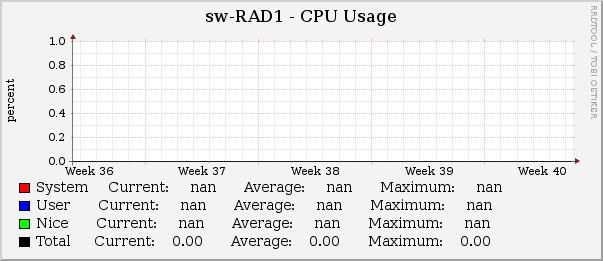 sw-RAD1 - CPU Usage
RRDTOOL / TOBI OETIKER
percent
1.0
0.8
0.6
0.4
0.2
0.0
Week 36 Week 37 Week 38 Week 39 Week 40
System Current: nan Average: nan Maximum: nan
User Current: nan Average: nan Maximum: nan
Nice Current: nan Average: nan Maximum: nan
Total Current: 0.00 Average: 0.00 Maximum: 0.00